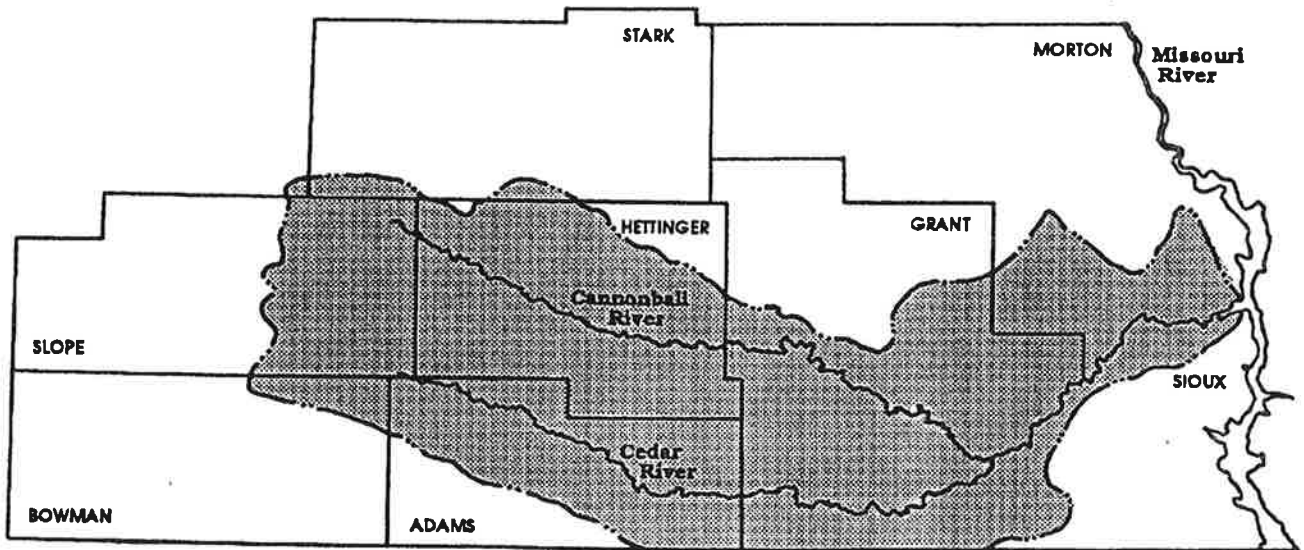 STARK
MORTON
Missouri
River
HETTINGER
GRANT
Cannonball
River
SLOPE
SIOUX
Cedar
River
BOWMAN
ADAMS